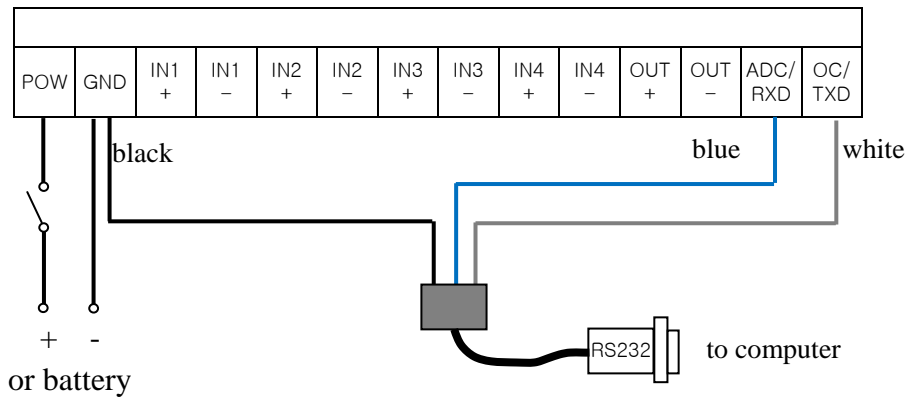 POW GND IN1 + IN1 – IN2 + IN2 – IN3 + IN3 – IN4 + IN4 – OUT + OUT – ADC/ RXD OC/ TXD
black
blue
white
RS232
to computer
+ -
or battery